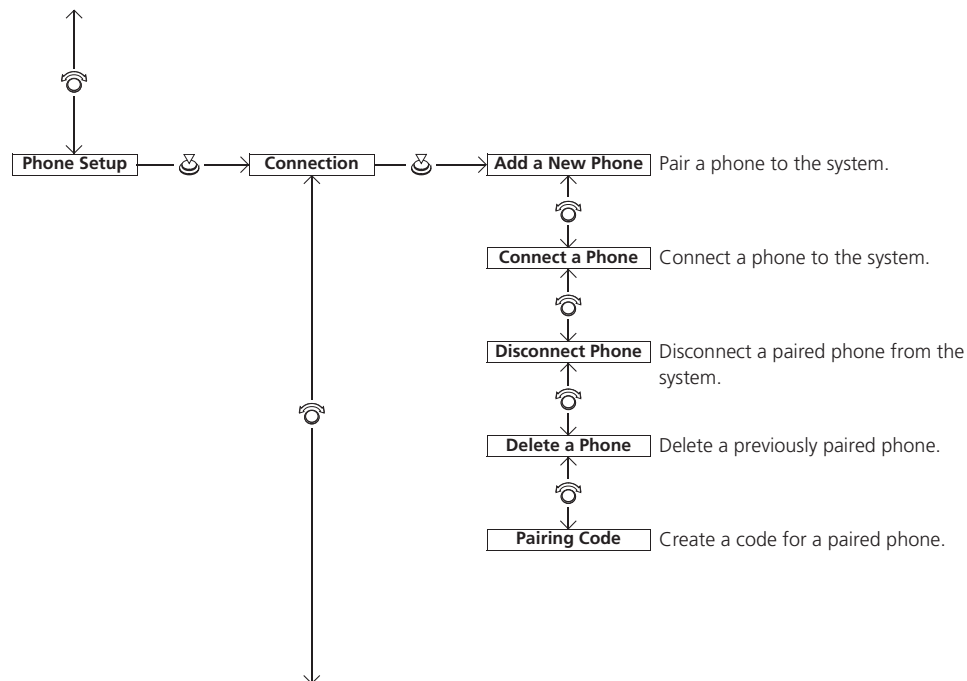 Phone Setup
Connection
Add a New Phone
Pair a phone to the system.
Connect a Phone
Connect a phone to the system.
Disconnect Phone
Disconnect a paired phone from the
system.
Delete a Phone
Delete a previously paired phone.
Pairing Code
Create a code for a paired phone.